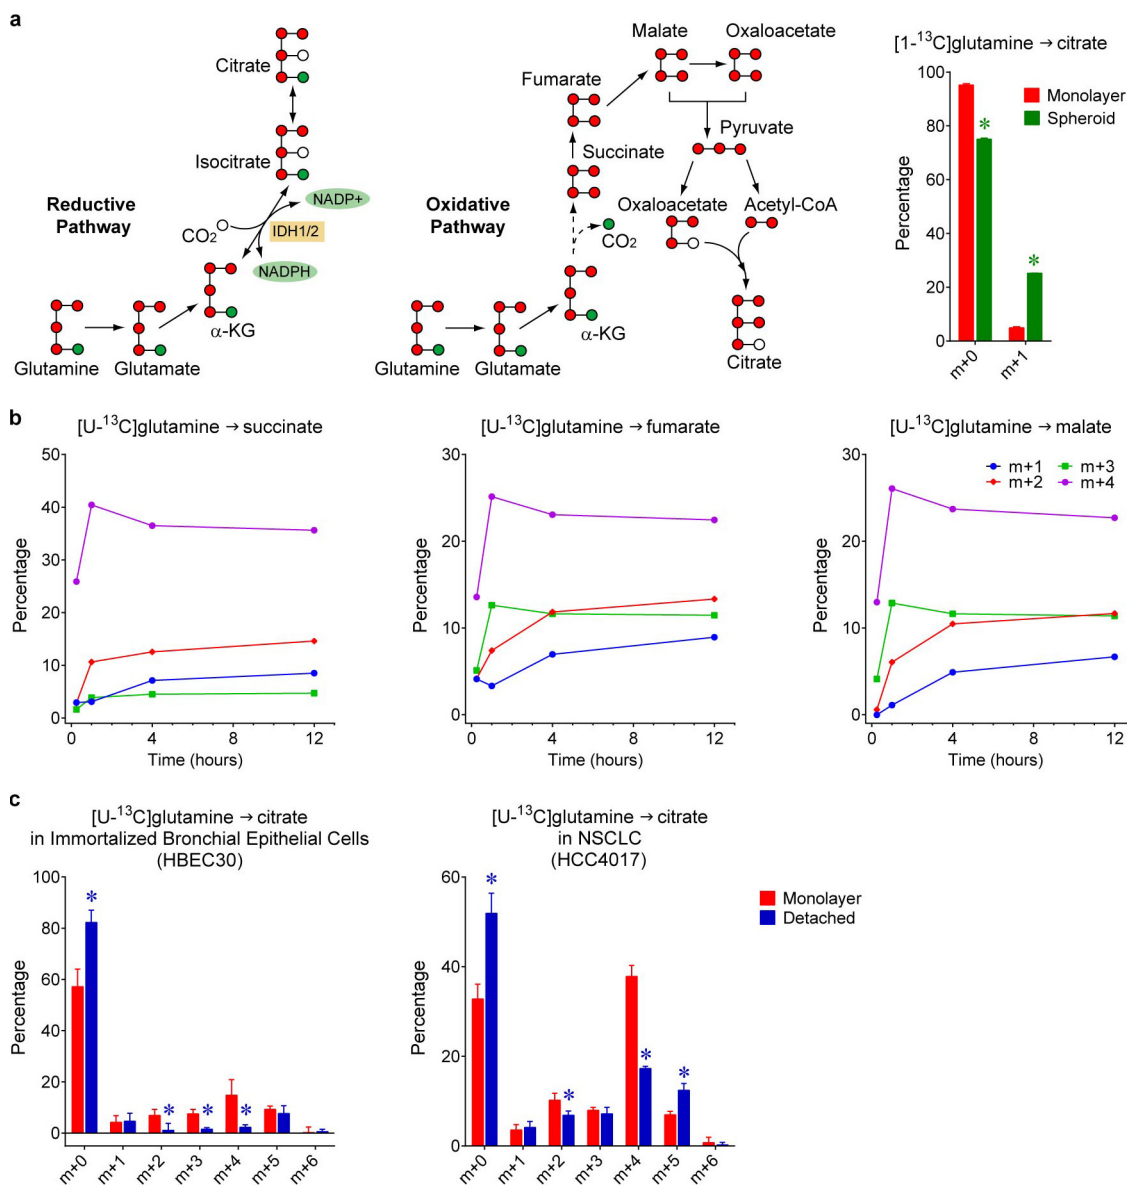 a
Citrate
Isocitrate
Reductive
Pathway
NADP+
CO2
IDH1/2
NADPH
α-KG
Glutamine
Glutamate
Malate
Oxaloacetate
Fumarate
Pyruvate
Succinate
Oxidative
Pathway
Oxaloacetate
Acetyl-CoA
CO2
α-KG
Glutamine
Glutamate
Citrate
[1-13C]glutamine → citrate
Percentage
100
80
60
40
20
0
Monolayer
Spheroid
*
*
m+0
m+1
b
[U-13C]glutamine → succinate
Percentage
50
40
30
20
10
0
0
4
8
12
Time (hours)
[U-13C]glutamine → fumarate
Percentage
30
20
10
0
0
4
8
12
Time (hours)
[U-13C]glutamine → malate
Percentage
30
20
10
0
m+1
m+3
m+2
m+4
0
4
8
12
Time (hours)
c
[U-13C]glutamine → citrate
in Immortalized Bronchial Epithelial Cells
(HBEC30)
Percentage
100
80
60
40
20
0
*
*
*
*
m+0
m+1
m+2
m+3
m+4
m+5
m+6
[U-13C]glutamine → citrate
in NSCLC
(HCC4017)
Percentage
60
40
20
0
*
*
*
*
m+0
m+1
m+2
m+3
m+4
m+5
m+6
Monolayer
Detached